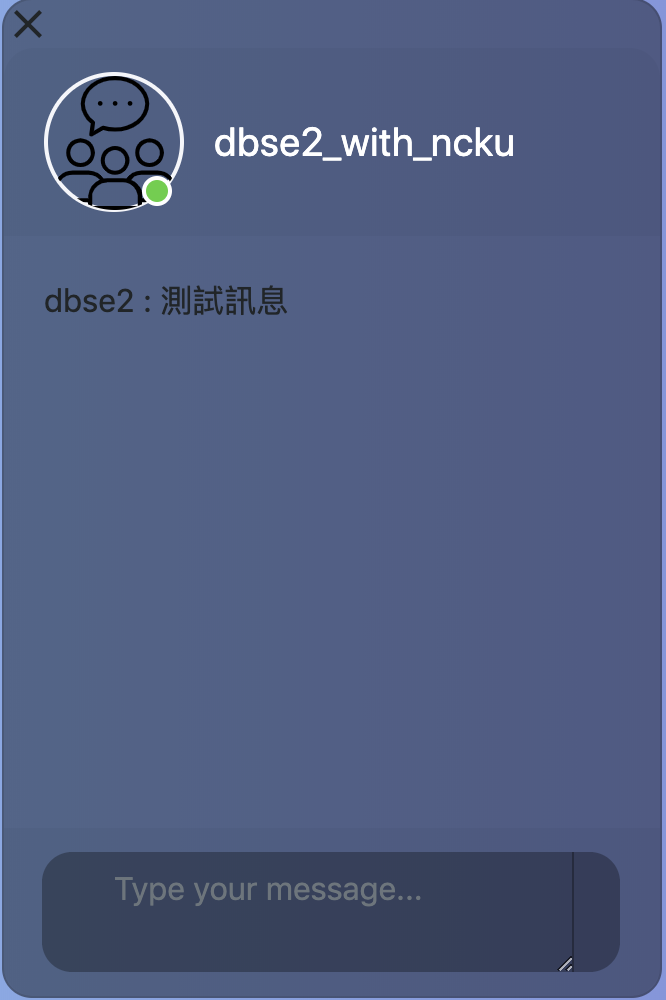 dbse2_with_ncku
dbse2 : 測試訊息
Type your message...